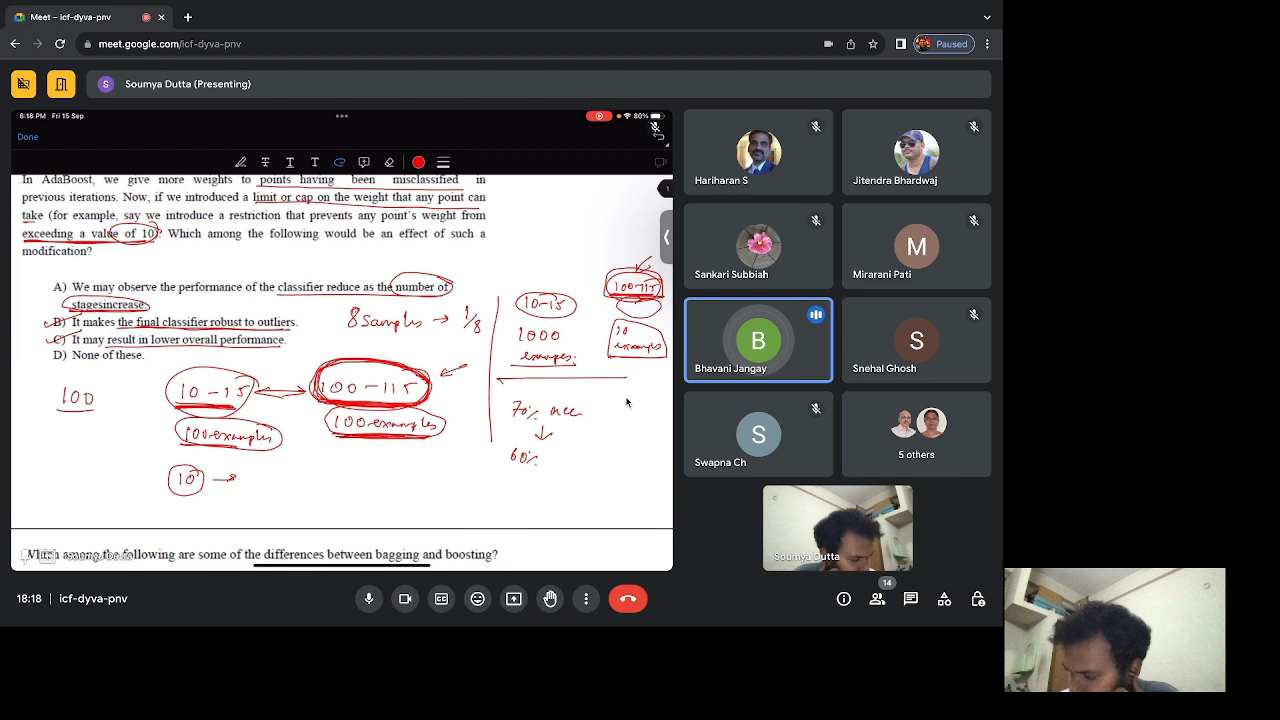 Meet – icf-dyva-pnv
meet.google.com/icf-dyva-pnv
Paused
S Soumya Dutta (Presenting)
6:18 PM Fri 15 Sep
80%
Done
In AdaBoost, we give more weights to points having been misclassified in
previous iterations. Now, if we introduced a limit or cap on the weight that any point can
take (for example, say we introduce a restriction that prevents any point's weight from
exceeding a value of 10). Which among the following would be an effect of such a
modification?
A) We may observe the performance of the classifier reduce as the number of
stagesincrease.
B) It makes the final classifier robust to outliers.
C) It may result in lower overall performance.
D) None of these.
8 Samples → 1/8
100
10 - 15
100 - 115
100 examples
100 examples
10
10 - 15
1000
examples.
100 - 115
10
examples
70% acc
60%
Which among the following are some of the differences between bagging and boosting?
Hariharan S
Jitendra Bhardwaj
Sankari Subbiah
M
Mirarani Pati
B
Bhavani Jangay
S
Snehal Ghosh
S
Swapna Ch
5 others
Soumya Dutta
18:18 icf-dyva-pnv
14